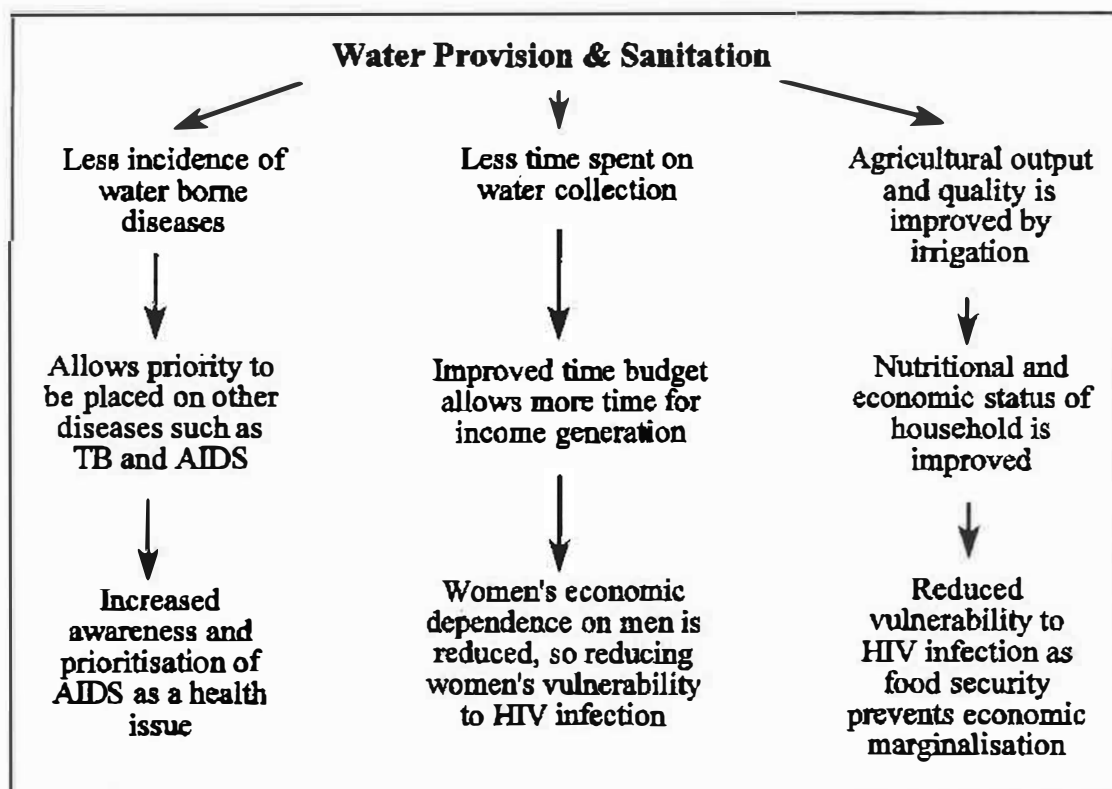 Water Provision & Sanitation
Less incidence of
water borne
diseases
Allows priority to
be placed on other
diseases such as
TB and AIDS
Increased
awareness and
prioritisation of
AIDS as a health
issue
Less time spent on
water collection
Improved time budget
allows more time for
income generation
Women's economic
dependence on men is
reduced, so reducing
women's vulnerability
to HIV infection
Agricultural output
and quality is
improved by
irrigation
Nutritional and
economic status of
household is
improved
Reduced
vulnerability to
HIV infection as
food security
prevents economic
marginalisation